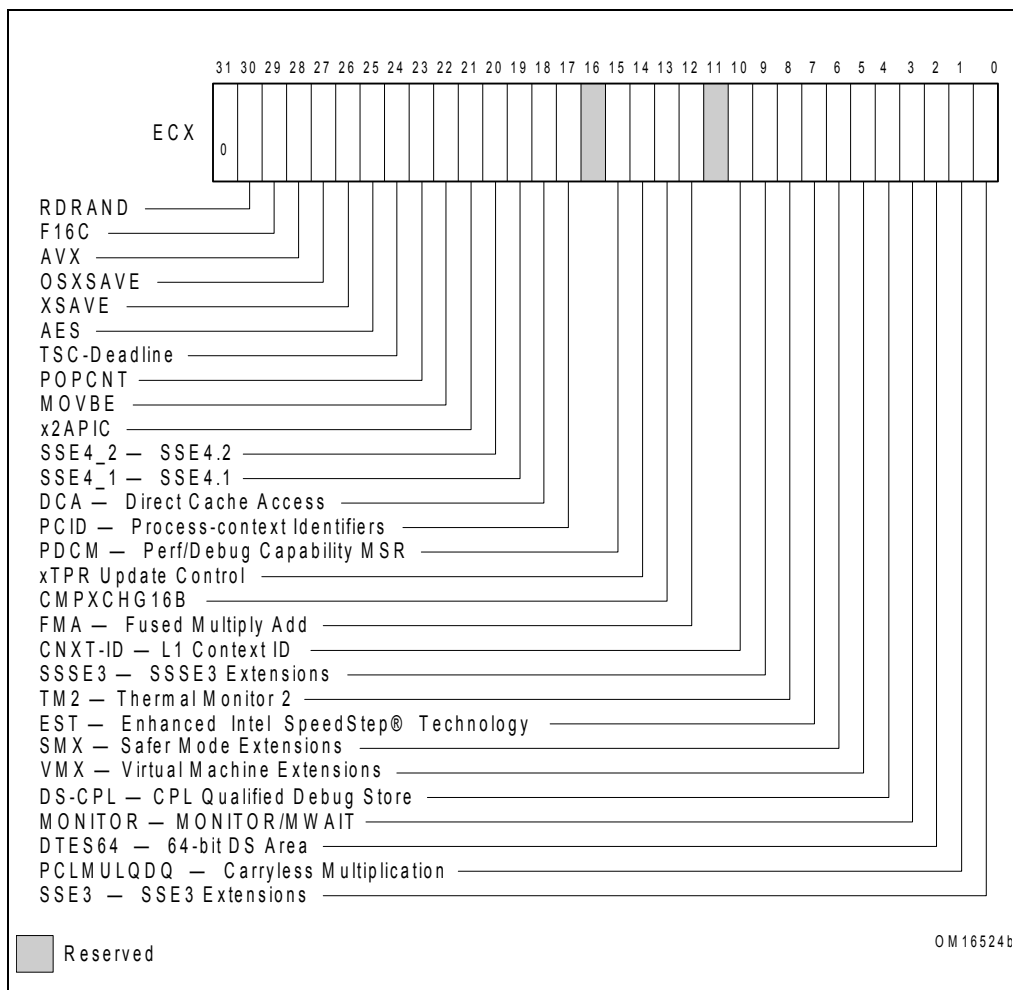 31 30 29 28 27 26 25 24 23 22 21 20 19 18 17 16 15 14 13 12 11 10 9 8 7 6 5 4 3 2 1 0
ECX
0
RDRAND
F16C
AVX
OSXSAVE
XSAVE
AES
TSC-Deadline
POPCNT
MOVBE
x2APIC
SSE4_2 — SSE4.2
SSE4_1 — SSE4.1
DCA — Direct Cache Access
PCID — Process-context Identifiers
PDCM — Perf/Debug Capability MSR
xTPR Update Control
CMPXCHG16B
FMA — Fused Multiply Add
CNXT-ID — L1 Context ID
SSSE3 — SSSE3 Extensions
TM2 — Thermal Monitor 2
EST — Enhanced Intel SpeedStep® Technology
SMX — Safer Mode Extensions
VMX — Virtual Machine Extensions
DS-CPL — CPL Qualified Debug Store
MONITOR — MONITOR/MWAIT
DTES64 — 64-bit DS Area
PCLMULQDQ — Carryless Multiplication
SSE3 — SSE3 Extensions
Reserved
OM16524b